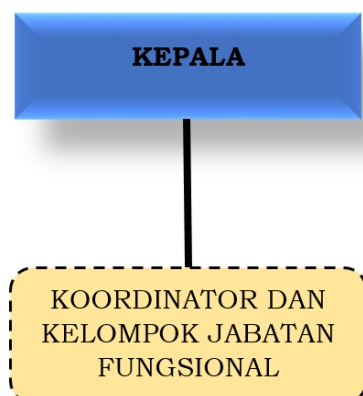 KEPALA
KOORDINATOR DAN
KELOMPOK JABATAN
FUNGSIONAL